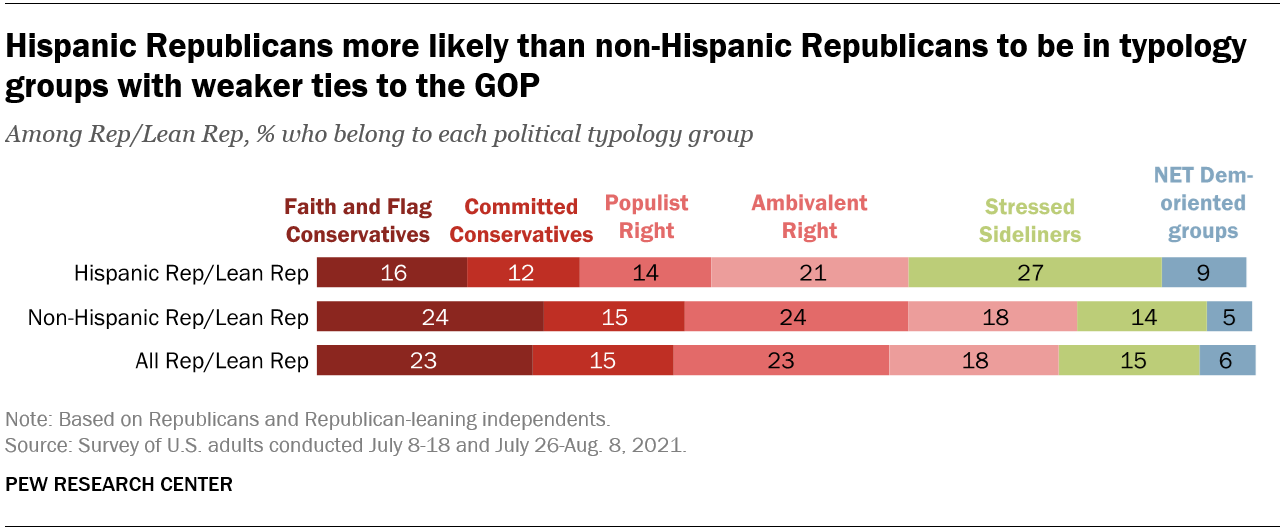 Hispanic Republicans more likely than non-Hispanic Republicans to be in typology
groups with weaker ties to the GOP
Among Rep/Lean Rep, % who belong to each political typology group
Faith and Flag
Conservatives
Committed
Conservatives
Populist
Right
Ambivalent
Right
Stressed
Sideliners
NET Dem-
oriented
groups
Hispanic Rep/Lean Rep 16 12 14 21 27 9
Non-Hispanic Rep/Lean Rep 24 15 24 18 14 5
All Rep/Lean Rep 23 15 23 18 15 6
Note: Based on Republicans and Republican-leaning independents.
Source: Survey of U.S. adults conducted July 8-18 and July 26-Aug. 8, 2021.
PEW RESEARCH CENTER